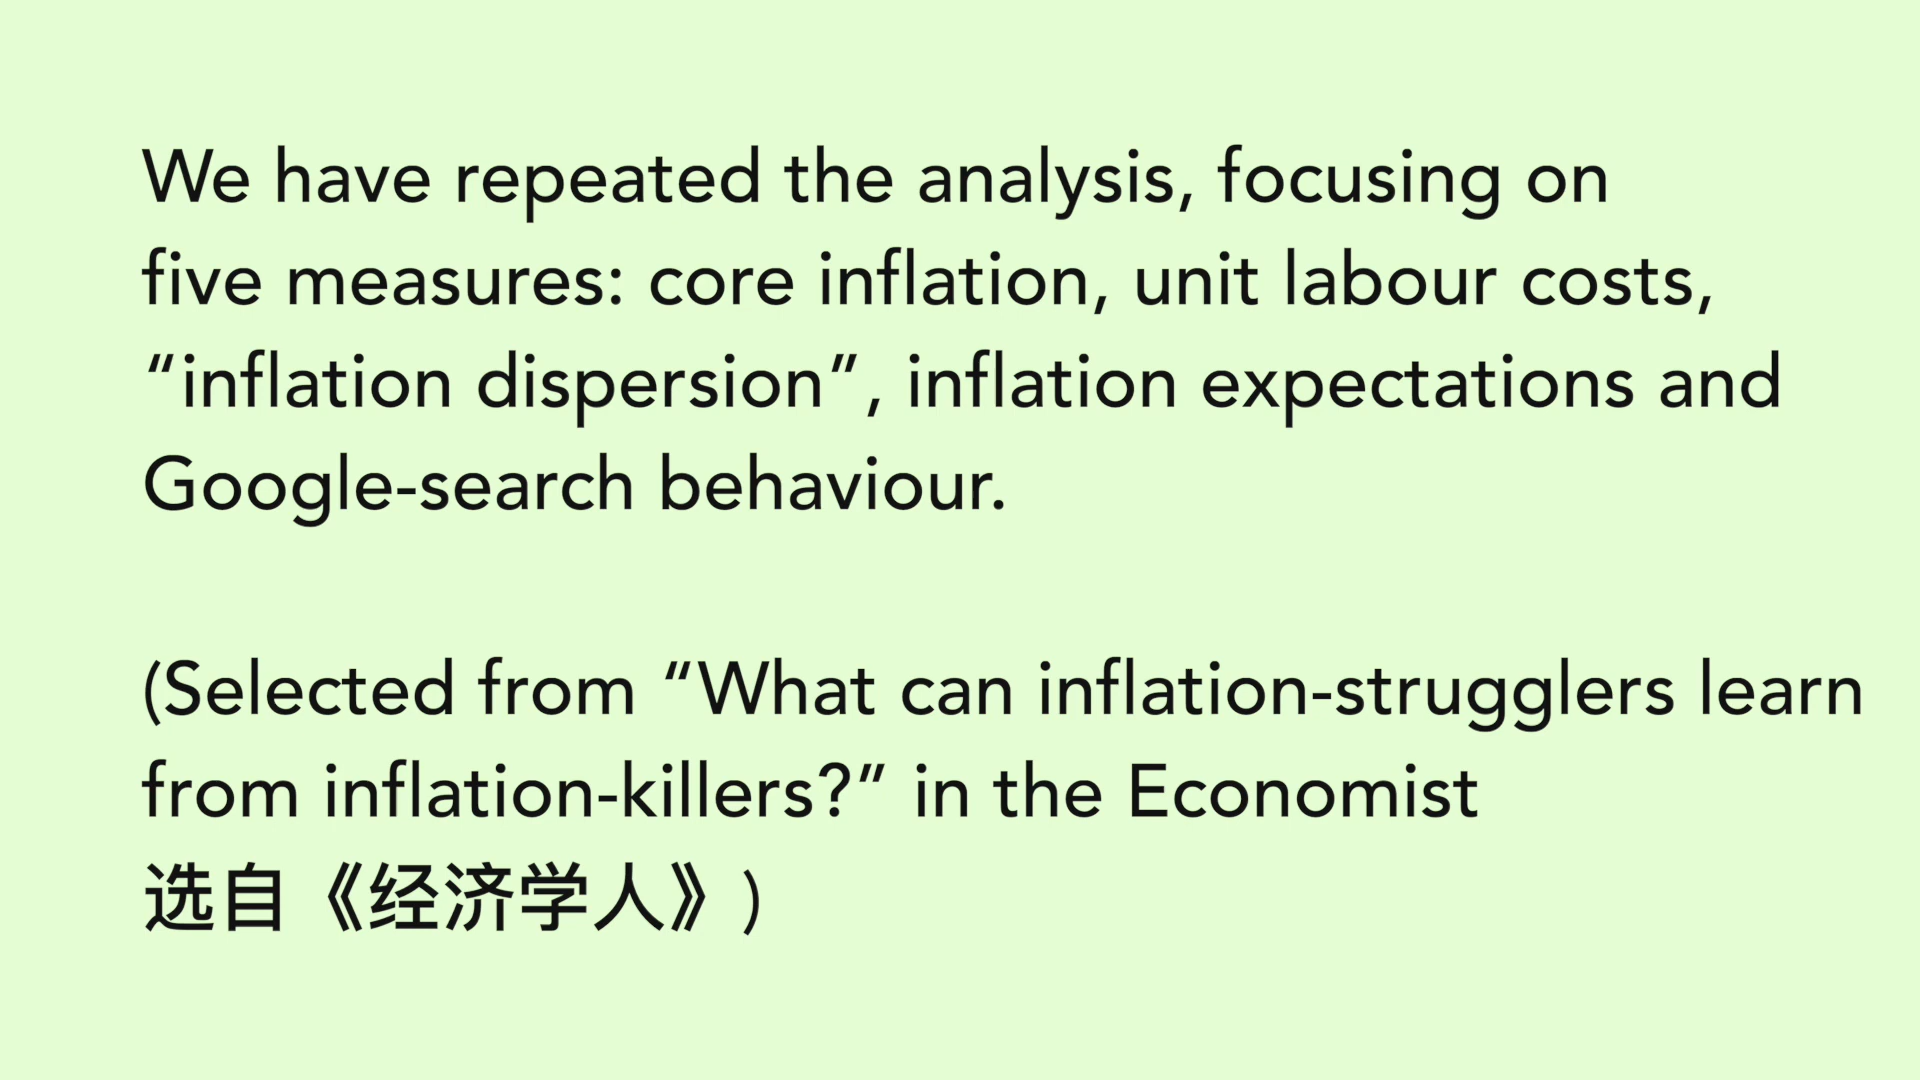 We have repeated the analysis, focusing on
five measures: core inflation, unit labour costs,
“inflation dispersion”, inflation expectations and
Google-search behaviour.
(Selected from “What can inflation-strugglers learn
from inflation-killers?” in the Economist
选自《经济学人》)